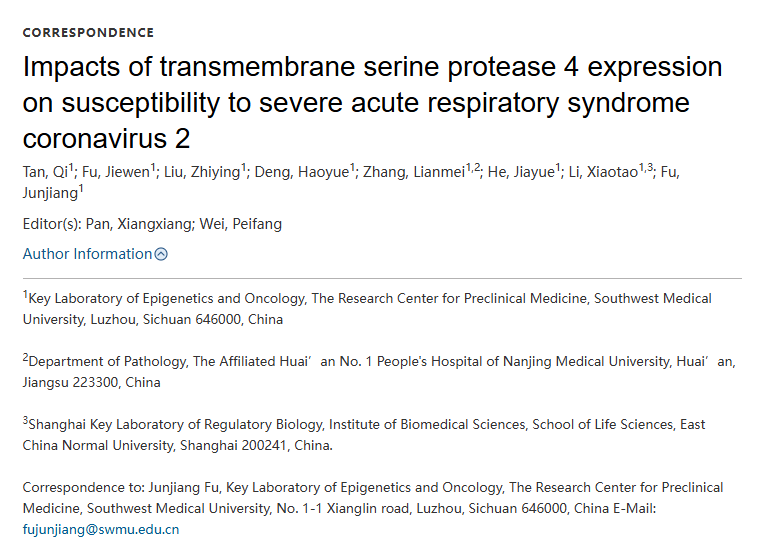 CORRESPONDENCE
Impacts of transmembrane serine protease 4 expression
on susceptibility to severe acute respiratory syndrome
coronavirus 2
Tan, Qi1; Fu, Jiewen1; Liu, Zhiying1; Deng, Haoyue1; Zhang, Lianmei1,2; He, Jiayue1; Li, Xiaotao1,3; Fu,
Junjiang1
Editor(s): Pan, Xiangxiang; Wei, Peifang
Author Information
1Key Laboratory of Epigenetics and Oncology, The Research Center for Preclinical Medicine, Southwest Medical
University, Luzhou, Sichuan 646000, China
2Department of Pathology, The Affiliated Huai’an No. 1 People's Hospital of Nanjing Medical University, Huai’an,
Jiangsu 223300, China
3Shanghai Key Laboratory of Regulatory Biology, Institute of Biomedical Sciences, School of Life Sciences, East
China Normal University, Shanghai 200241, China.
Correspondence to: Junjiang Fu, Key Laboratory of Epigenetics and Oncology, The Research Center for Preclinical
Medicine, Southwest Medical University, No. 1-1 Xianglin road, Luzhou, Sichuan 646000, China E-Mail:
fujunjiang@swmu.edu.cn